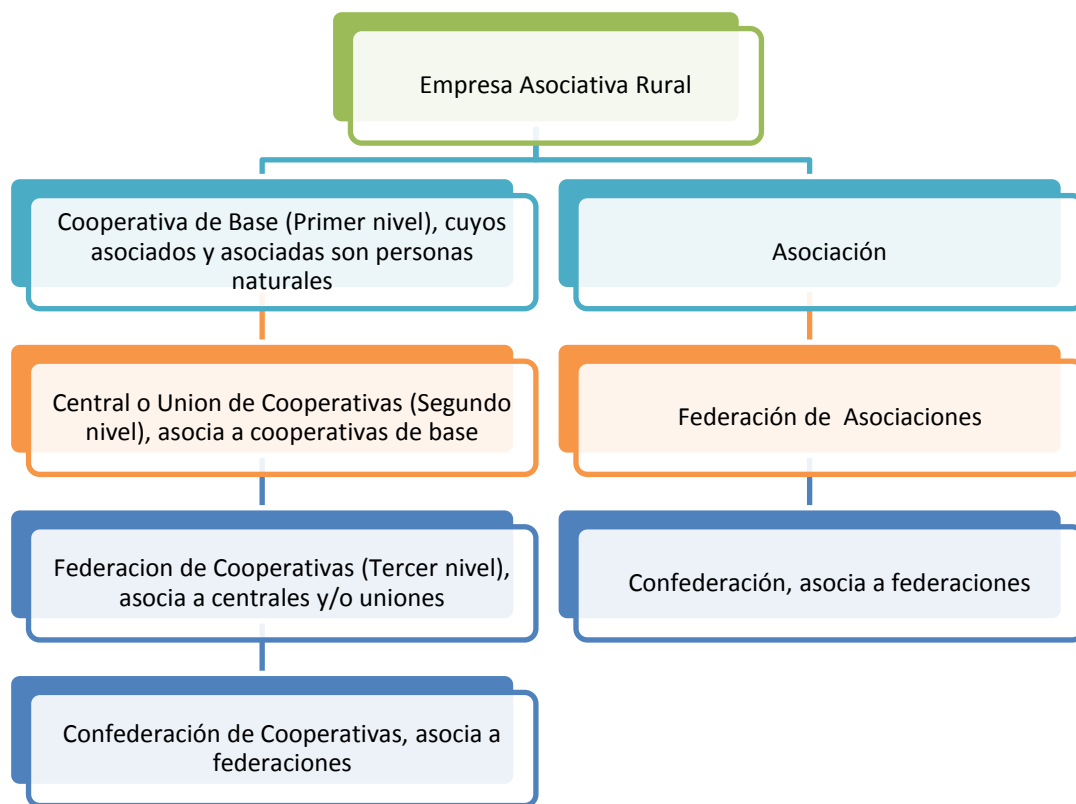 Empresa Asociativa Rural
Cooperativa de Base (Primer nivel), cuyos
asociados y asociadas son personas
naturales
Asociación
Central o Union de Cooperativas (Segundo
nivel), asocia a cooperativas de base
Federación de  Asociaciones
Federacion de Cooperativas (Tercer nivel),
asocia a centrales y/o uniones
Confederación, asocia a federaciones
Confederación de Cooperativas, asocia a
federaciones